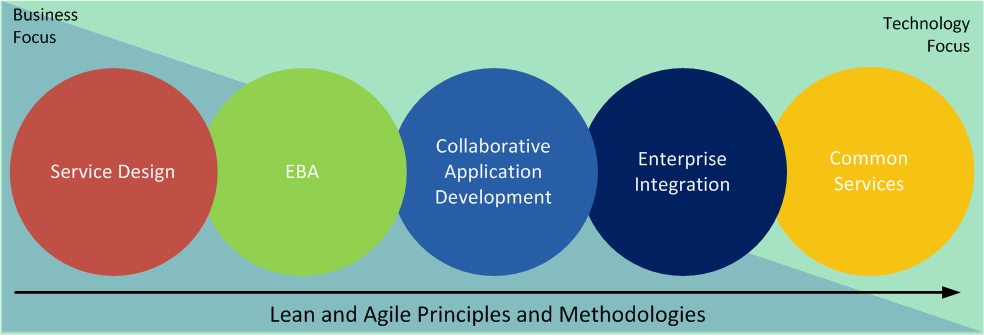 Business
Focus
Technology
Focus
Service Design
EBA
Collaborative
Application
Development
Enterprise
Integration
Common
Services
Lean and Agile Principles and Methodologies